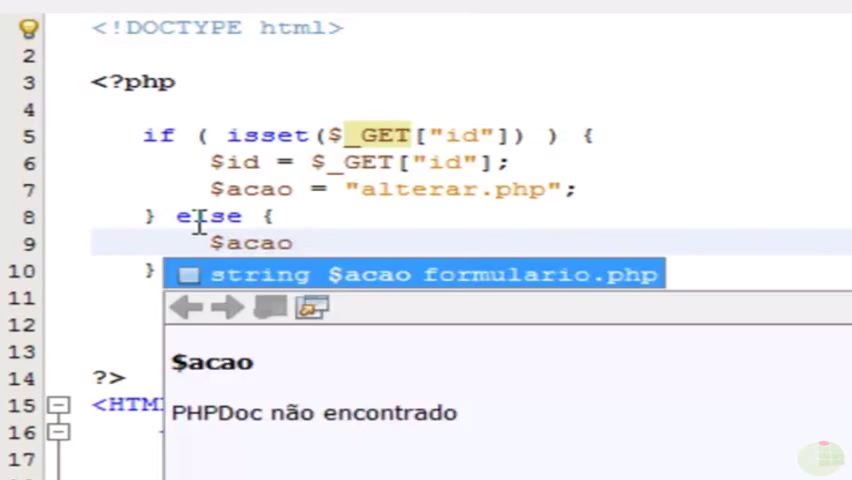 1 <!DOCTYPE html>
2
3 <?php
4
5 if ( isset($_GET["id"]) ) {
6 $id = $_GET["id"];
7 $acao = "alterar.php";
8 } else {
9 $acao
10 }
string $acao formulario.php
11
12
13
$acao
14 ?>
15 <HTM
PHPDoc não encontrado
16
17